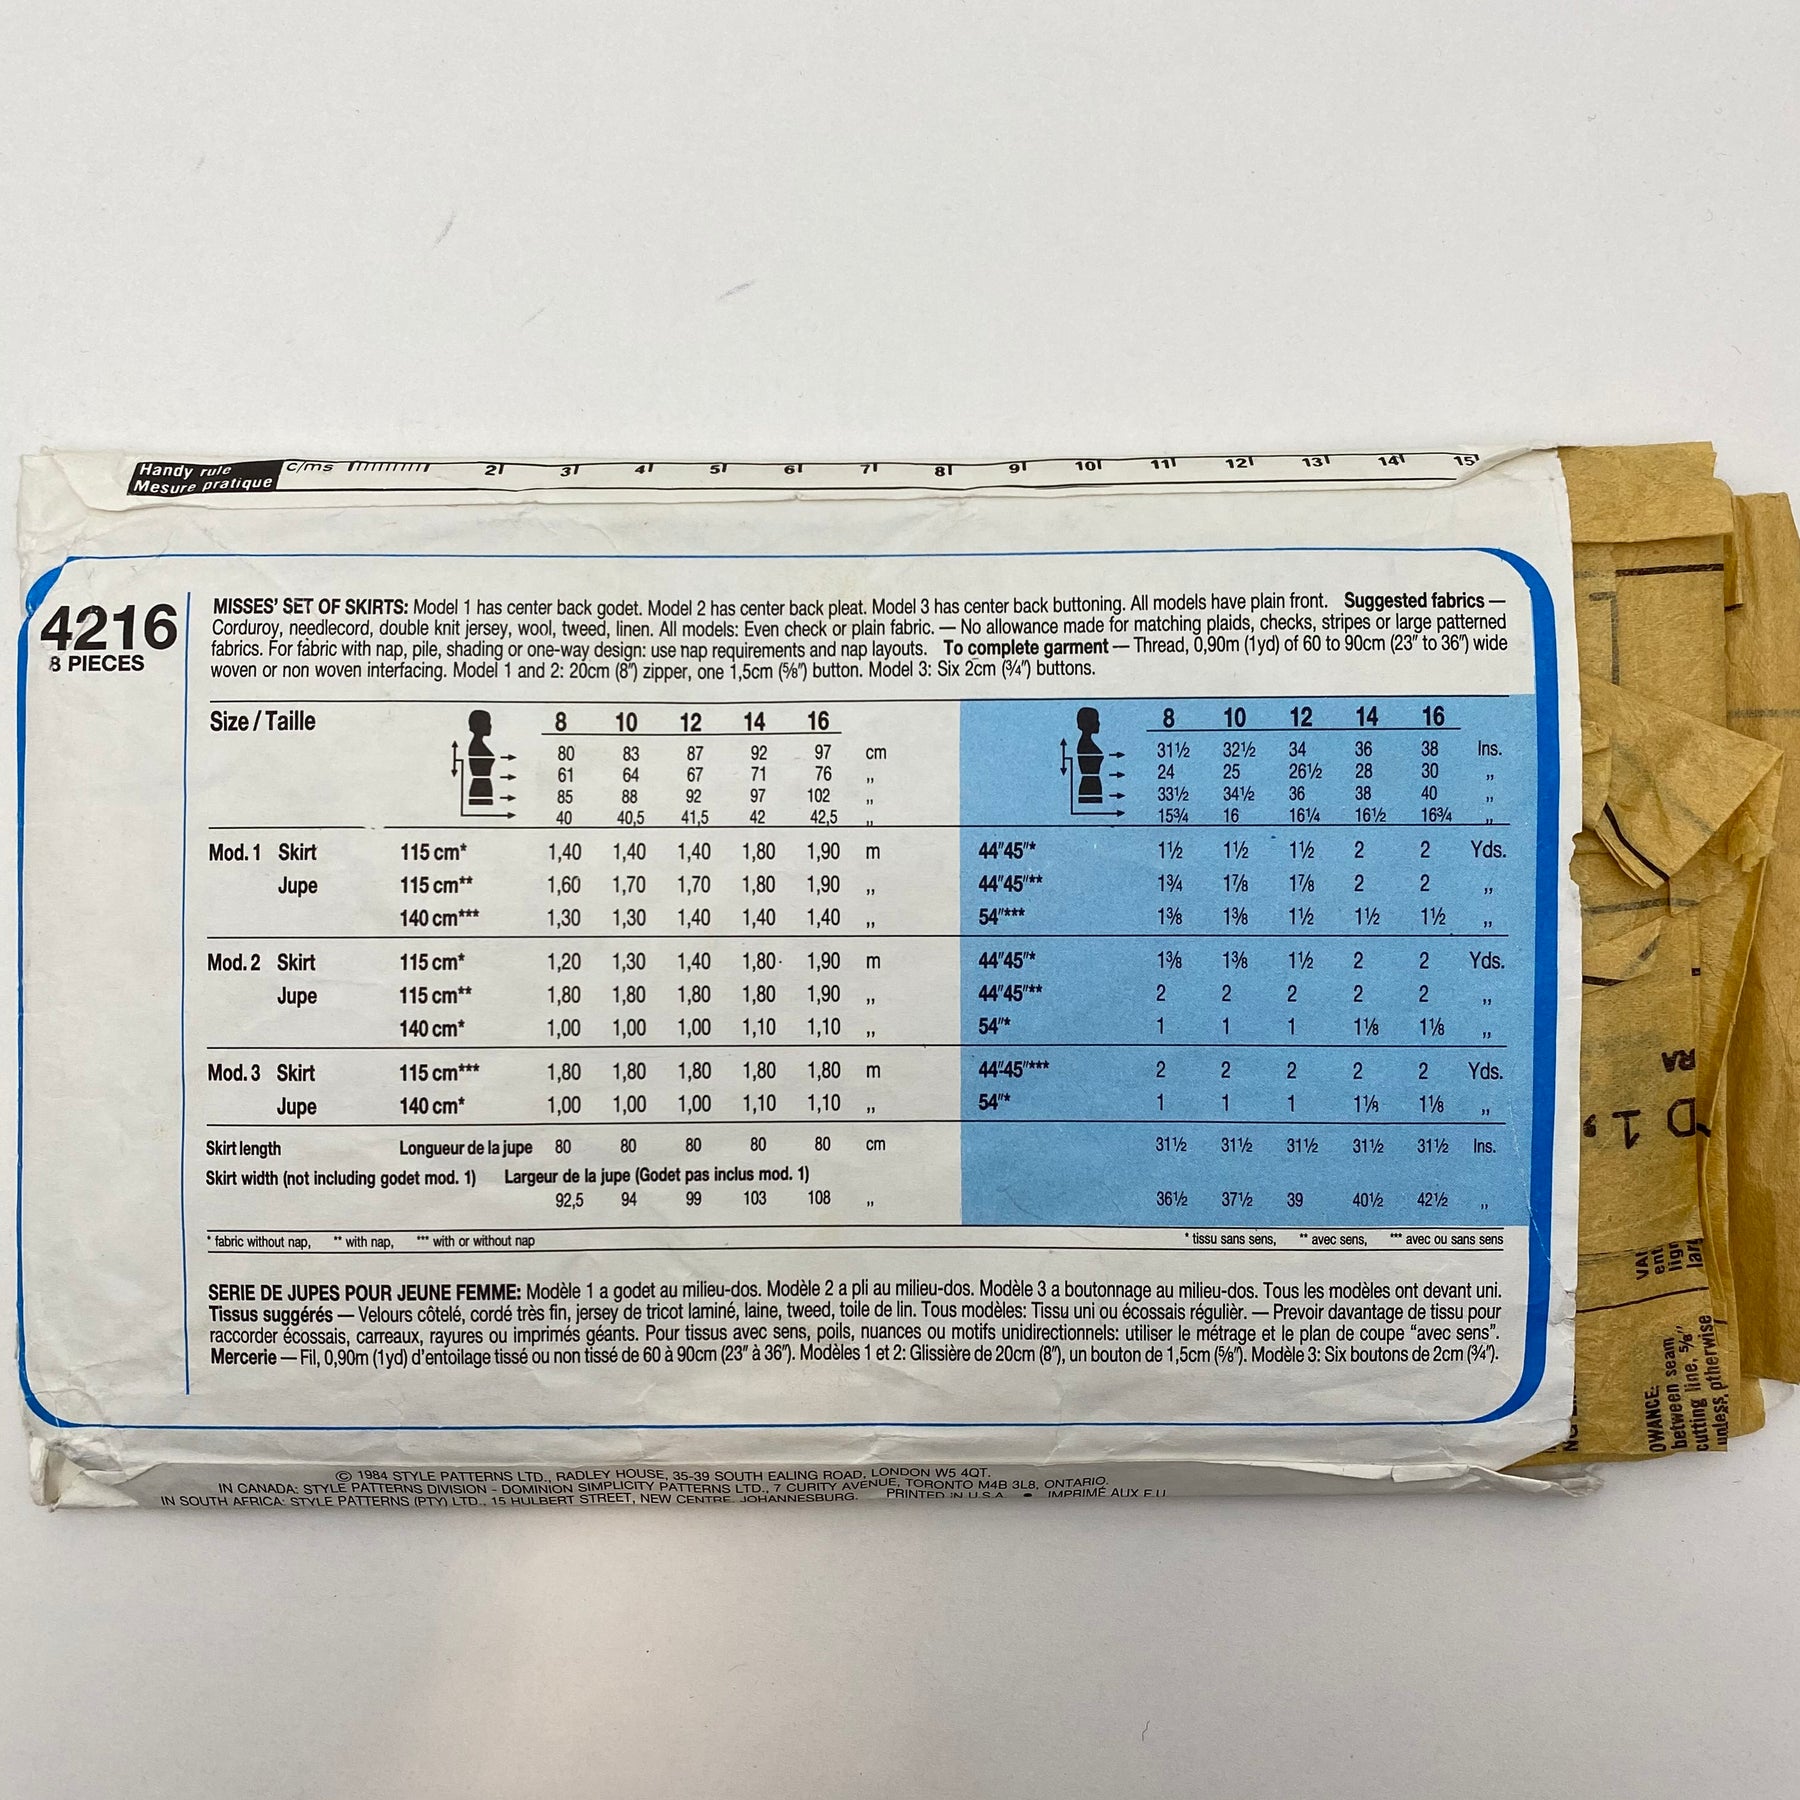 Handy rule
Mesure pratique
c/ms 2 3 4 5 6 7 8 9 10 11 12 13 14 15
4216
8 PIECES
MISSES' SET OF SKIRTS: Model 1 has center back godet. Model 2 has center back pleat. Model 3 has center back buttoning. All models have plain front. Suggested fabrics —
Corduroy, needlecord, double knit jersey, wool, tweed, linen. All models: Even check or plain fabric. — No allowance made for matching plaids, checks, stripes or large patterned
fabrics. For fabric with nap, pile, shading or one-way design: use nap requirements and nap layouts. To complete garment — Thread, 0,90m (1yd) of 60 to 90cm (23" to 36") wide
woven or non woven interfacing. Model 1 and 2: 20cm (8") zipper, one 1,5cm (⅝") button. Model 3: Six 2cm (¾") buttons.
Size / Taille 8 10 12 14 16 8 10 12 14 16
80 83 87 92 97 cm 31½ 32½ 34 36 38 Ins.
61 64 67 71 76 ,, 24 25 26½ 28 30 ,,
85 88 92 97 102 ,, 33½ 34½ 36 38 40 ,,
40 40,5 41,5 42 42,5 ,, 15¾ 16 16¼ 16½ 16¾ ,,
Mod. 1 Skirt 115 cm* 1,40 1,40 1,40 1,80 1,90 m 44"45"* 1½ 1½ 1½ 2 2 Yds.
Jupe 115 cm** 1,60 1,70 1,70 1,80 1,90 ,, 44"45"** 1¾ 1⅞ 1⅞ 2 2 ,,
140 cm*** 1,30 1,30 1,40 1,40 1,40 ,, 54"*** 1⅜ 1⅜ 1½ 1½ 1½ ,,
Mod. 2 Skirt 115 cm* 1,20 1,30 1,40 1,80 1,90 m 44"45"* 1⅜ 1⅜ 1½ 2 2 Yds.
Jupe 115 cm** 1,80 1,80 1,80 1,80 1,90 ,, 44"45"** 2 2 2 2 2 ,,
140 cm* 1,00 1,00 1,00 1,10 1,10 ,, 54"* 1 1 1 1⅛ 1⅛ ,,
Mod. 3 Skirt 115 cm*** 1,80 1,80 1,80 1,80 1,80 m 44"45"*** 2 2 2 2 2 Yds.
Jupe 140 cm* 1,00 1,00 1,00 1,10 1,10 ,, 54"* 1 1 1 1⅛ 1⅛ ,,
Skirt length Longueur de la jupe 80 80 80 80 80 cm 31½ 31½ 31½ 31½ 31½ Ins.
Skirt width (not including godet mod. 1) Largeur de la jupe (Godet pas inclus mod. 1)
92,5 94 99 103 108 ,, 36½ 37½ 39 40½ 42½ ,,
* fabric without nap, ** with nap, *** with or without nap * tissu sans sens, ** avec sens, *** avec ou sans sens
SERIE DE JUPES POUR JEUNE FEMME: Modèle 1 a godet au milieu-dos. Modèle 2 a pli au milieu-dos. Modèle 3 a boutonnage au milieu-dos. Tous les modèles ont devant uni.
Tissus suggérés — Velours côtelé, cordé très fin, jersey de tricot laminé, laine, tweed, toile de lin. Tous modèles: Tissu uni ou écossais régulièr. — Prevoir davantage de tissu pour
raccorder écossais, carreaux, rayures ou imprimés géants. Pour tissus avec sens, poils, nuances ou motifs unidirectionnels: utiliser le métrage et le plan de coupe "avec sens".
Mercerie — Fil, 0,90m (1yd) d'entoilage tissé ou non tissé de 60 à 90cm (23" à 36"). Modèles 1 et 2: Glissière de 20cm (8"), un bouton de 1,5cm (⅝"). Modèle 3: Six boutons de 2cm (¾").
© 1984 STYLE PATTERNS LTD., RADLEY HOUSE, 35-39 SOUTH EALING ROAD, LONDON W5 4QT.
IN CANADA: STYLE PATTERNS DIVISION - DOMINION SIMPLICITY PATTERNS LTD., 7 CURITY AVENUE, TORONTO M4B 3L8, ONTARIO.
IN SOUTH AFRICA: STYLE PATTERNS (PTY) LTD., 15 HULBERT STREET, NEW CENTRE, JOHANNESBURG. PRINTED IN U.S.A. • IMPRIMÉ AUX E.U.
RA
D 1,
OWANCE:
between seam
cutting line, ⅝"
unless otherwise